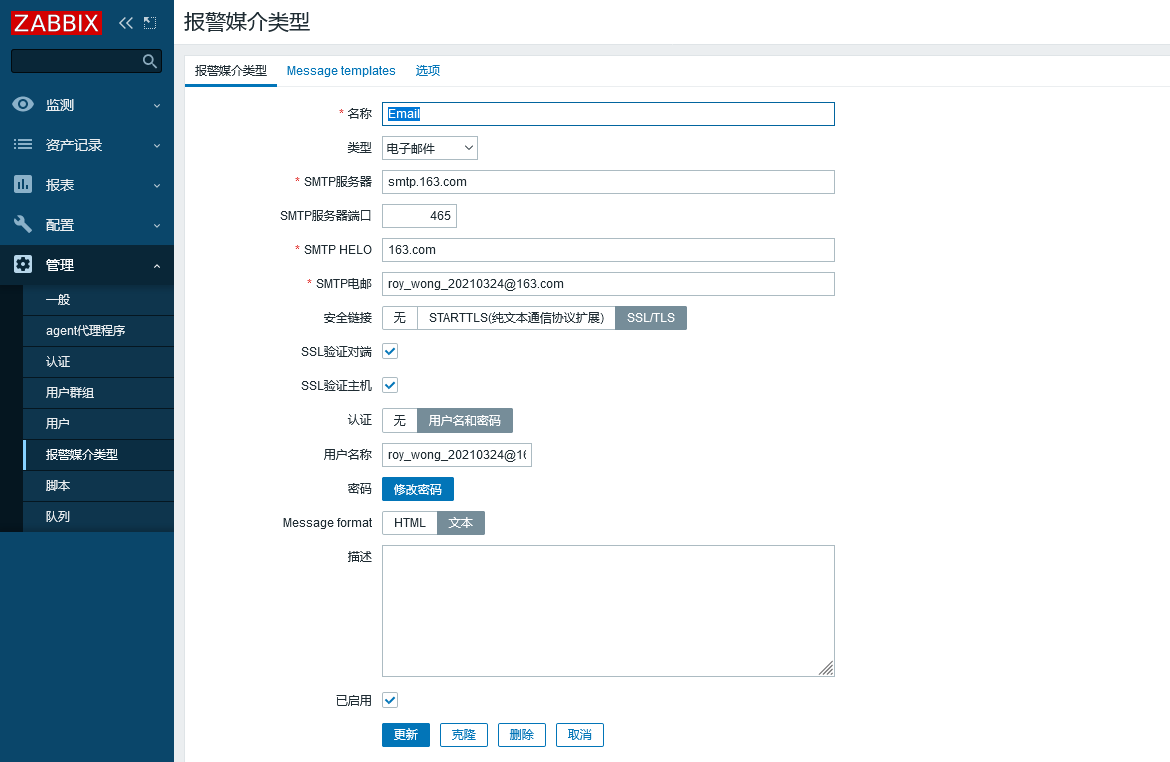 ZABBIX
监测
资产记录
报表
配置
管理
一般
agent代理程序
认证
用户群组
用户
报警媒介类型
脚本
队列
报警媒介类型
报警媒介类型 Message templates 选项
* 名称 Email
类型 电子邮件
* SMTP服务器 smtp.163.com
SMTP服务器端口 465
* SMTP HELO 163.com
* SMTP电邮 roy_wong_20210324@163.com
安全链接 无 STARTTLS(纯文本通信协议扩展) SSL/TLS
SSL验证对端
SSL验证主机
认证 无 用户名和密码
用户名称 roy_wong_20210324@16
密码 修改密码
Message format HTML 文本
描述
已启用
更新 克隆 删除 取消